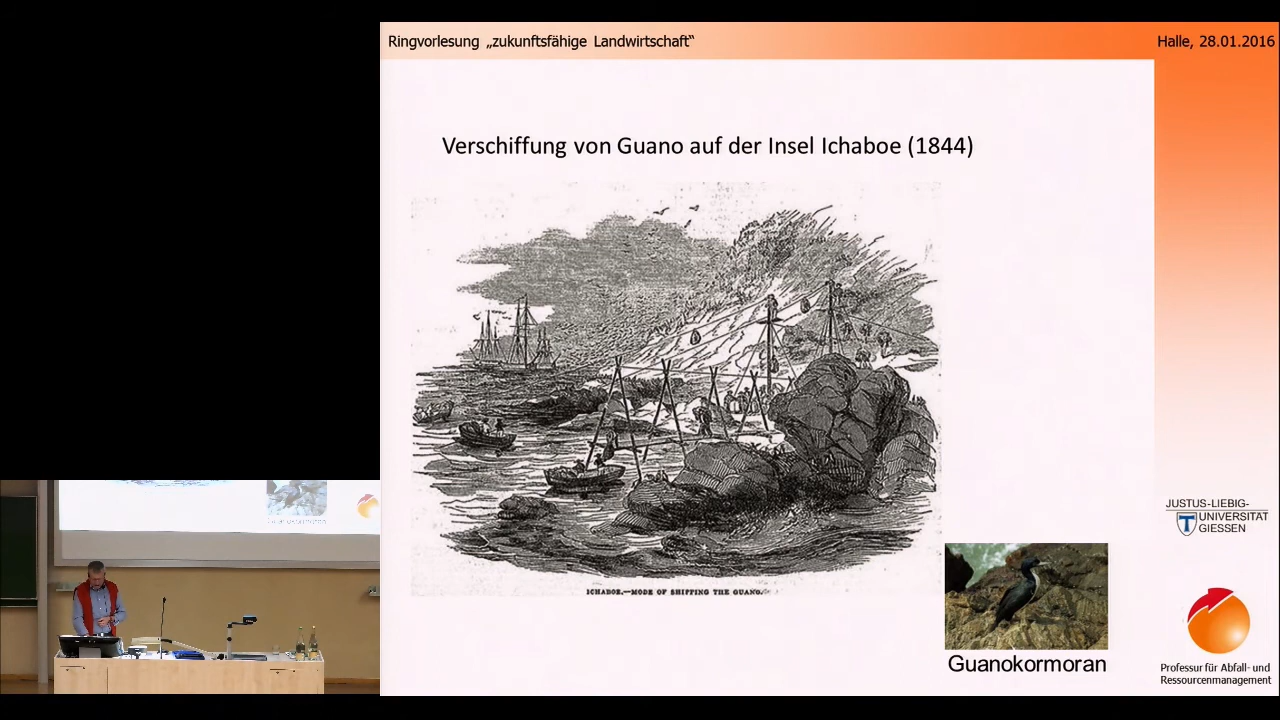 Ringvorlesung „zukunftsfähige Landwirtschaft“
Halle, 28.01.2016
Verschiffung von Guano auf der Insel Ichaboe (1844)
ICHABOE.—MODE OF SHIPPING THE GUANO.
Guanokormoran
JUSTUS-LIEBIG-
UNIVERSITÄT
GIESSEN
Professur für Abfall- und
Ressourcenmanagement